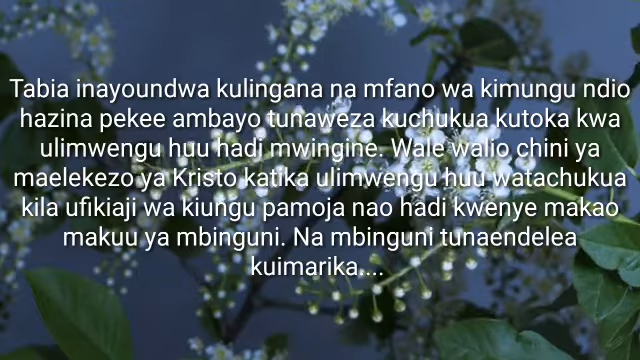 Tabia inayoundwa kulingana na mfano wa kimungu ndio
hazina pekee ambayo tunaweza kuchukua kutoka kwa
ulimwengu huu hadi mwingine. Wale walio chini ya
maelekezo ya Kristo katika ulimwengu huu watachukua
kila ufikiaji wa kiungu pamoja nao hadi kwenye makao
makuu ya mbinguni. Na mbinguni tunaendelea
kuimarika....